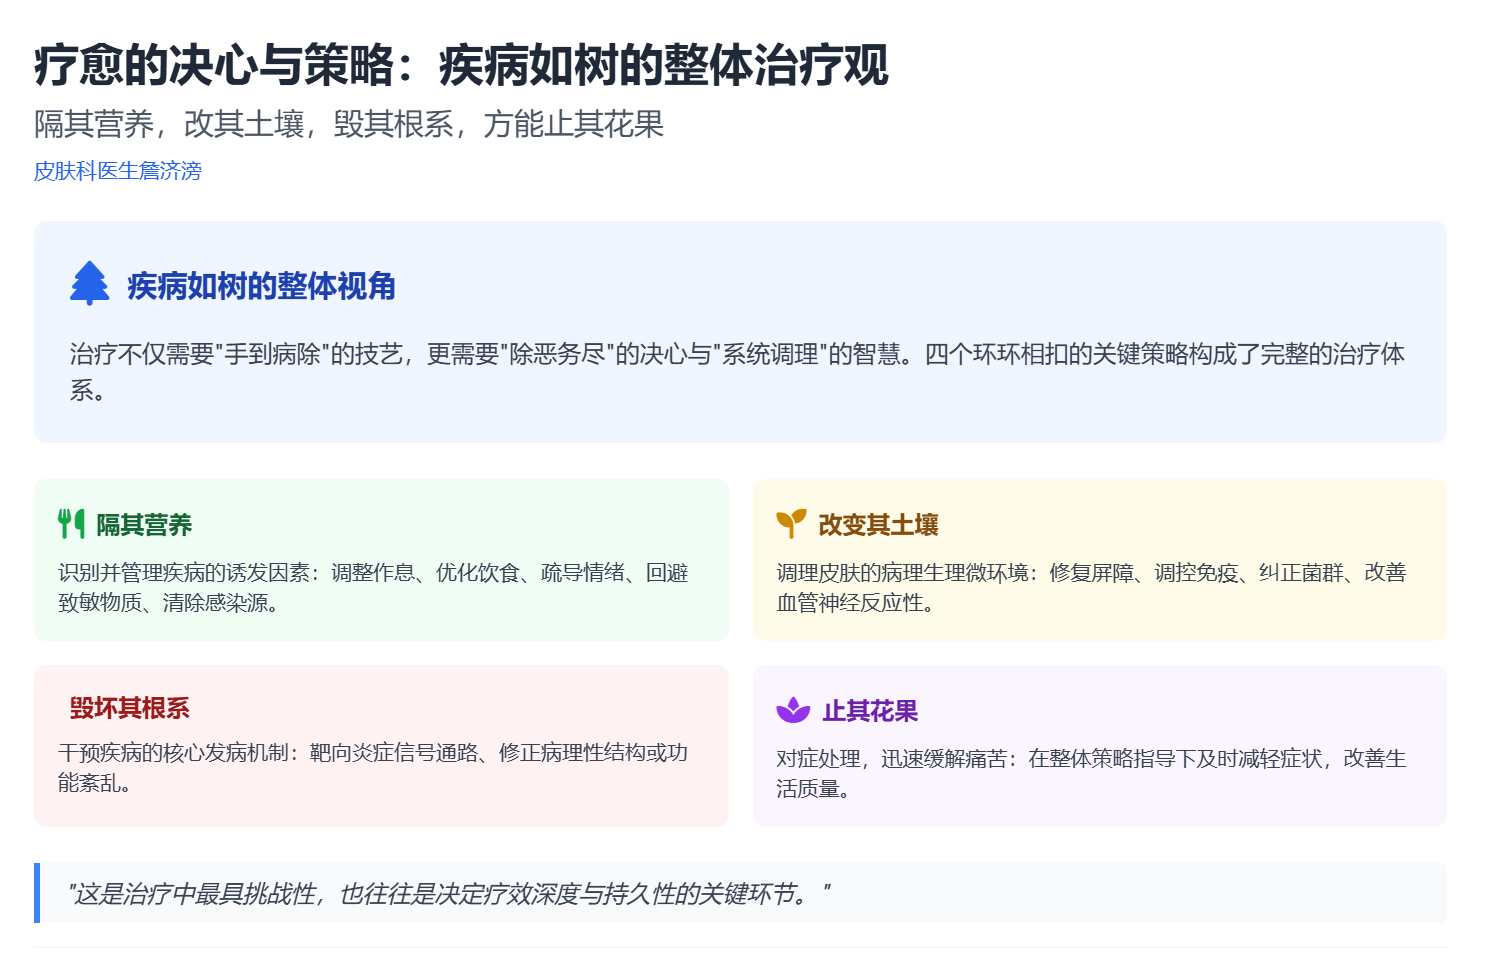 疗愈的决心与策略：疾病如树的整体治疗观
隔其营养，改其土壤，毁其根系，方能止其花果
皮肤科医生詹济滂
疾病如树的整体视角
治疗不仅需要"手到病除"的技艺，更需要"除恶务尽"的决心与"系统调理"的智慧。四个环环相扣的关键策略构成了完整的治疗体
系。
隔其营养
识别并管理疾病的诱发因素：调整作息、优化饮食、疏导情绪、回避
致敏物质、清除感染源。
改变其土壤
调理皮肤的病理生理微环境：修复屏障、调控免疫、纠正菌群、改善
血管神经反应性。
毁坏其根系
干预疾病的核心发病机制：靶向炎症信号通路、修正病理性结构或功
能紊乱。
止其花果
对症处理，迅速缓解痛苦：在整体策略指导下及时减轻症状，改善生
活质量。
"这是治疗中最具挑战性，也往往是决定疗效深度与持久性的关键环节。"